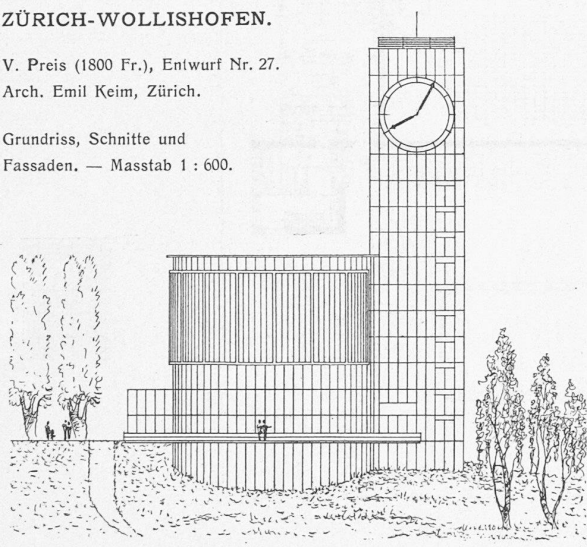 ZÜRICH-WOLLISHOFEN.
V. Preis (1800 Fr.), Entwurf Nr. 27.
Arch. Emil Keim, Zürich.
Grundriss, Schnitte und
Fassaden. — Masstab 1 : 600.